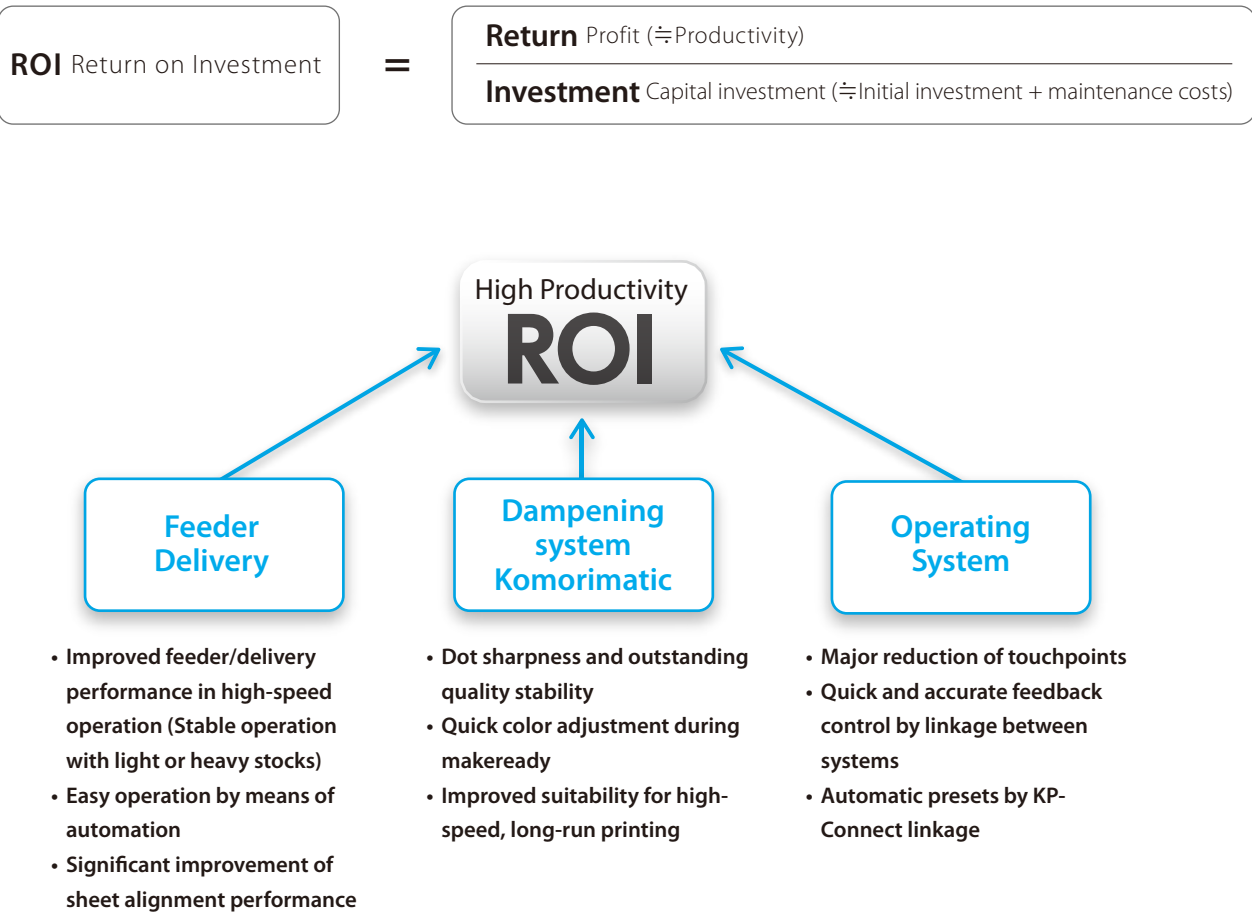 ROI Return on Investment
=
Return Profit (≒Productivity)
Investment Capital investment (≒Initial investment + maintenance costs)
High Productivity
ROI
Feeder
Delivery
• Improved feeder/delivery
performance in high-speed
operation (Stable operation
with light or heavy stocks)
• Easy operation by means of
automation
• Significant improvement of
sheet alignment performance
Dampening
system
Komorimatic
• Dot sharpness and outstanding
quality stability
• Quick color adjustment during
makeready
• Improved suitability for high-
speed, long-run printing
Operating
System
• Major reduction of touchpoints
• Quick and accurate feedback
control by linkage between
systems
• Automatic presets by KP-
Connect linkage